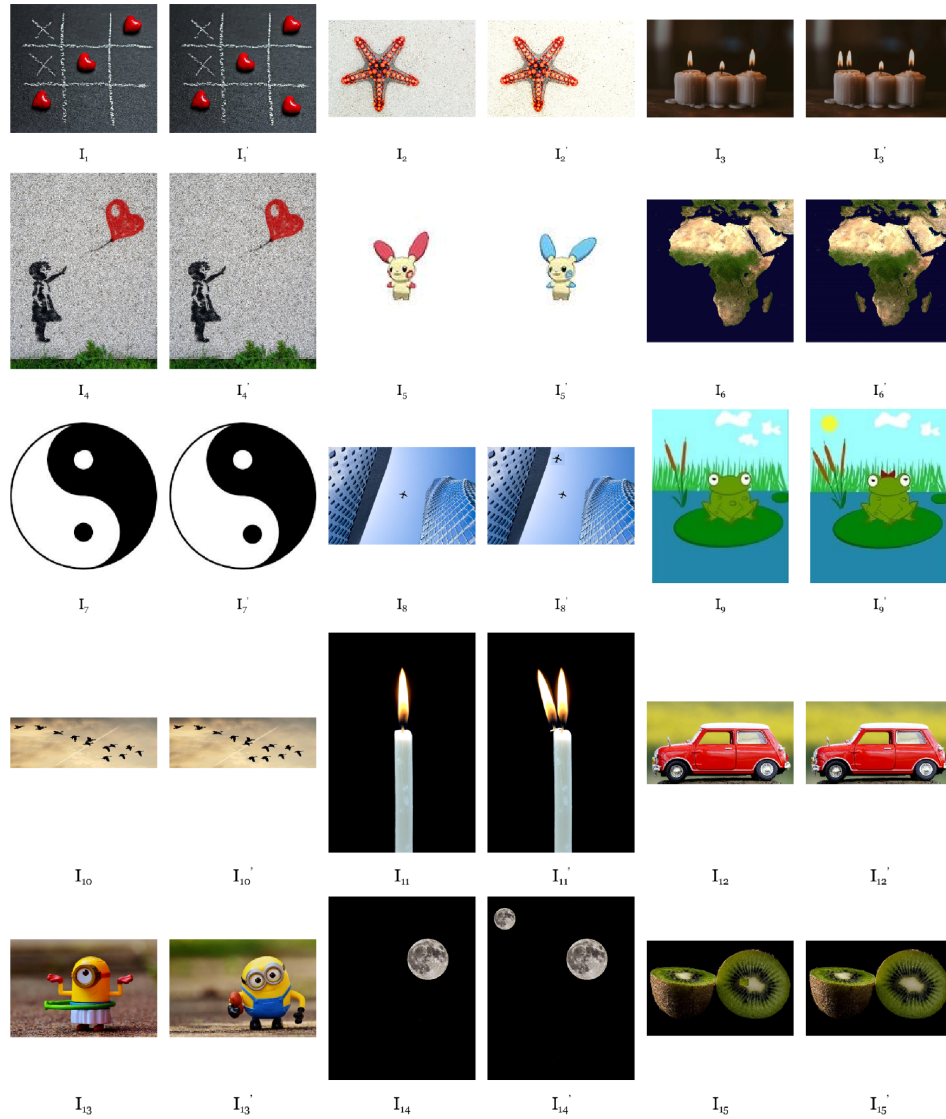 I₁ I₁' I₂ I₂' I₃ I₃'
I₄ I₄' I₅ I₅' I₆ I₆'
I₇ I₇' I₈ I₈' I₉ I₉'
I₁₀ I₁₀' I₁₁ I₁₁' I₁₂ I₁₂'
I₁₃ I₁₃' I₁₄ I₁₄' I₁₅ I₁₅'